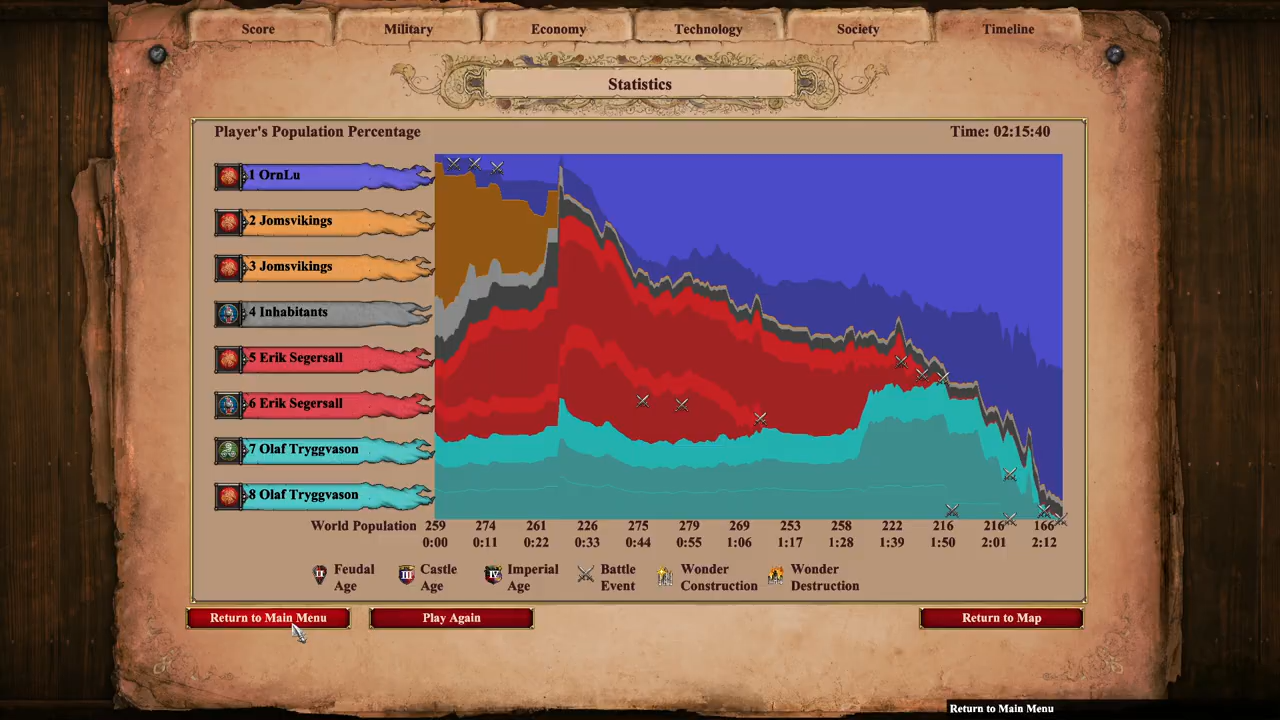 Score Military Economy Technology Society Timeline
Statistics
Player's Population Percentage Time: 02:15:40
1 OrnLu
2 Jomsvikings
3 Jomsvikings
4 Inhabitants
5 Erik Segersall
6 Erik Segersall
7 Olaf Tryggvason
8 Olaf Tryggvason
World Population 259 274 261 226 275 279 269 253 258 222 216 216 166
0:00 0:11 0:22 0:33 0:44 0:55 1:06 1:17 1:28 1:39 1:50 2:01 2:12
II Feudal Age
III Castle Age
IV Imperial Age
Battle Event
Wonder Construction
Wonder Destruction
Return to Main Menu Play Again Return to Map
Return to Main Menu